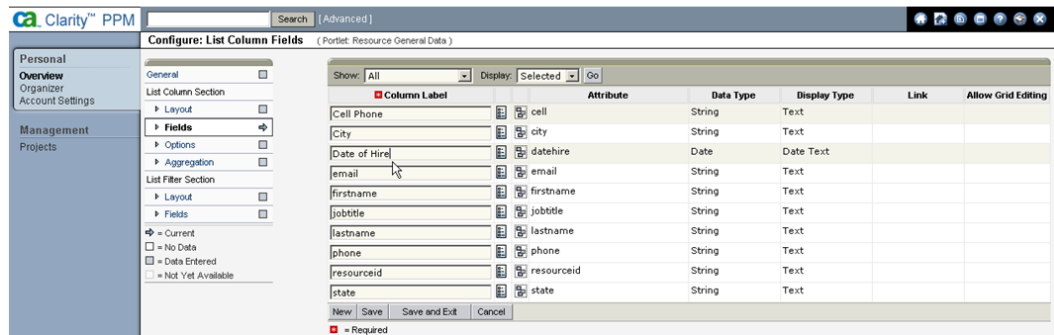 ca Clarity™ PPM Search [Advanced]
Configure: List Column Fields (Portlet: Resource General Data)
Personal
Overview
Organizer
Account Settings
Management
Projects
General
List Column Section
Layout
Fields
Options
Aggregation
List Filter Section
Layout
Fields
= Current
= No Data
= Data Entered
= Not Yet Available
Show: All Display: Selected Go
Column Label Attribute Data Type Display Type Link Allow Grid Editing
Cell Phone cell String Text
City city String Text
Date of Hire datehire Date Date Text
email email String Text
firstname firstname String Text
jobtitle jobtitle String Text
lastname lastname String Text
phone phone String Text
resourceid resourceid String Text
state state String Text
New Save Save and Exit Cancel
= Required